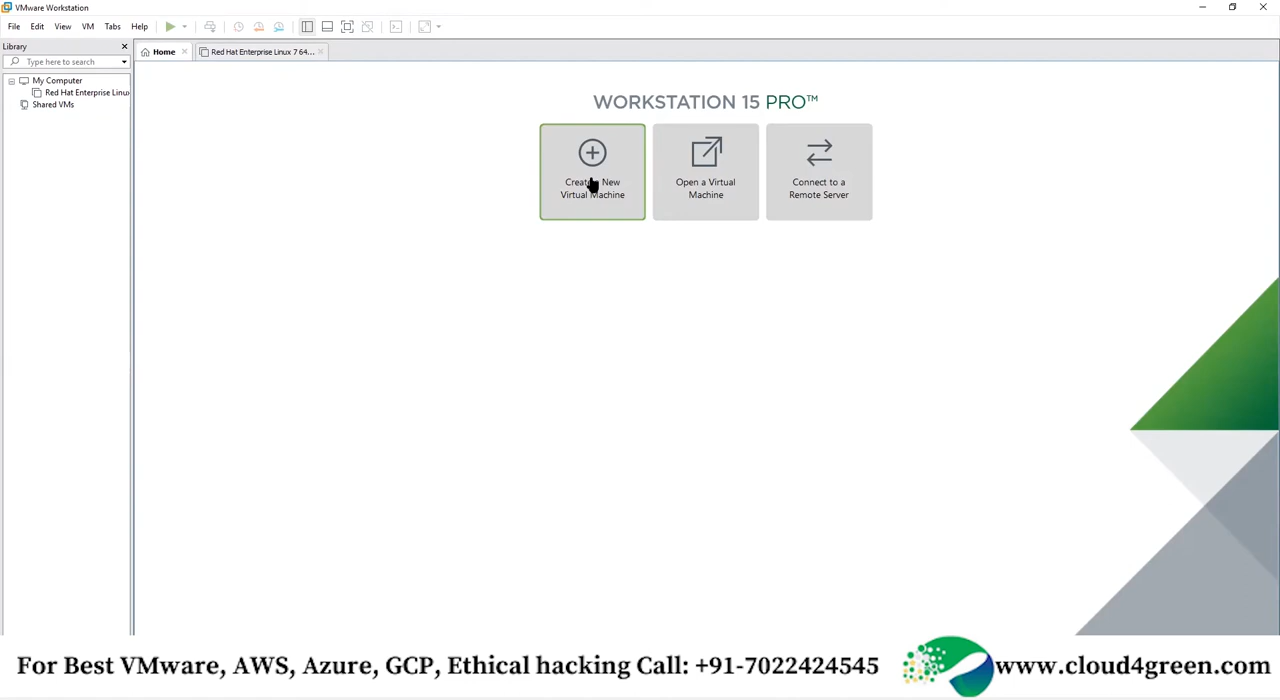 VMware Workstation
File Edit View VM Tabs Help
Library
Home
Red Hat Enterprise Linux 7 64...
Type here to search
My Computer
Red Hat Enterprise Linux
Shared VMs
WORKSTATION 15 PRO™
Create a New
Virtual Machine
Open a Virtual
Machine
Connect to a
Remote Server
For Best VMware, AWS, Azure, GCP, Ethical hacking Call: +91-7022424545
www.cloud4green.com